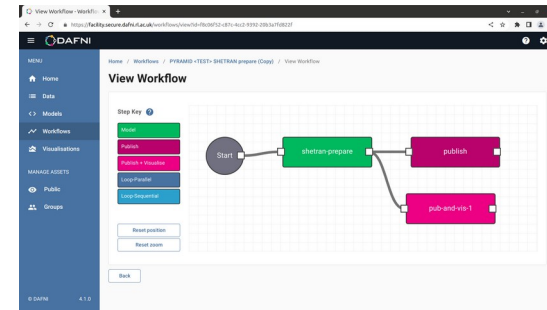 View Workflow - Workflo
https://facility.secure.dafni.rl.ac.uk/workflows/view?id=f8c06f52-c87c-4cc2-9392-20b3a7fd822f
DAFNI
MENU
Home
Data
Models
Workflows
Visualisations
MANAGE ASSETS
Public
Groups
© DAFNI 4.1.0
Home / Workflows / PYRAMID <TEST> SHETRAN prepare (Copy) / View Workflow
View Workflow
Step Key
Model
Publish
Publish + Visualise
Loop-Parallel
Loop-Sequential
Reset position
Reset zoom
Start
shetran-prepare
publish
pub-and-vis-1
Back